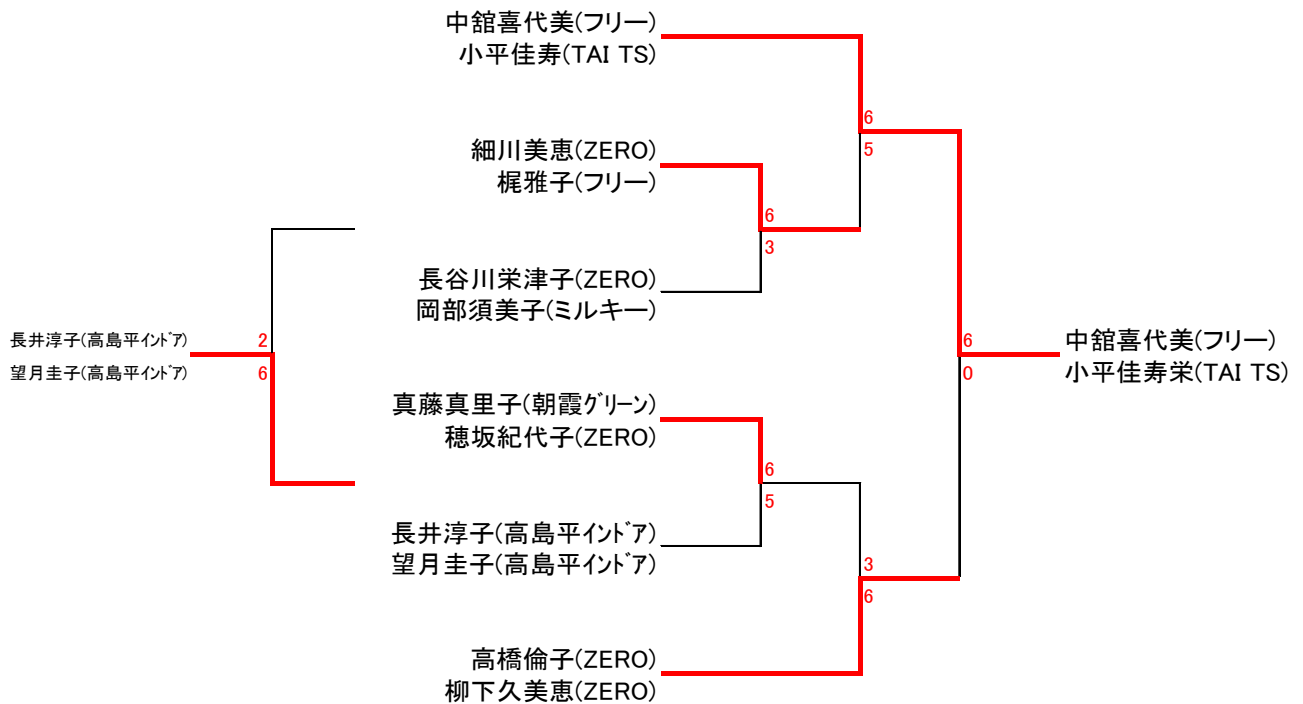 中舘喜代美(フリー)
小平佳寿(TAI TS)
6
5
細川美恵(ZERO)
梶雅子(フリー)
6
3
長谷川栄津子(ZERO)
岡部須美子(ミルキー)
長井淳子(高島平インドア)
望月圭子(高島平インドア)
2
6
6
0
中舘喜代美(フリー)
小平佳寿栄(TAI TS)
真藤真里子(朝霞グリーン)
穂坂紀代子(ZERO)
6
5
長井淳子(高島平インドア)
望月圭子(高島平インドア)
3
6
高橋倫子(ZERO)
柳下久美恵(ZERO)